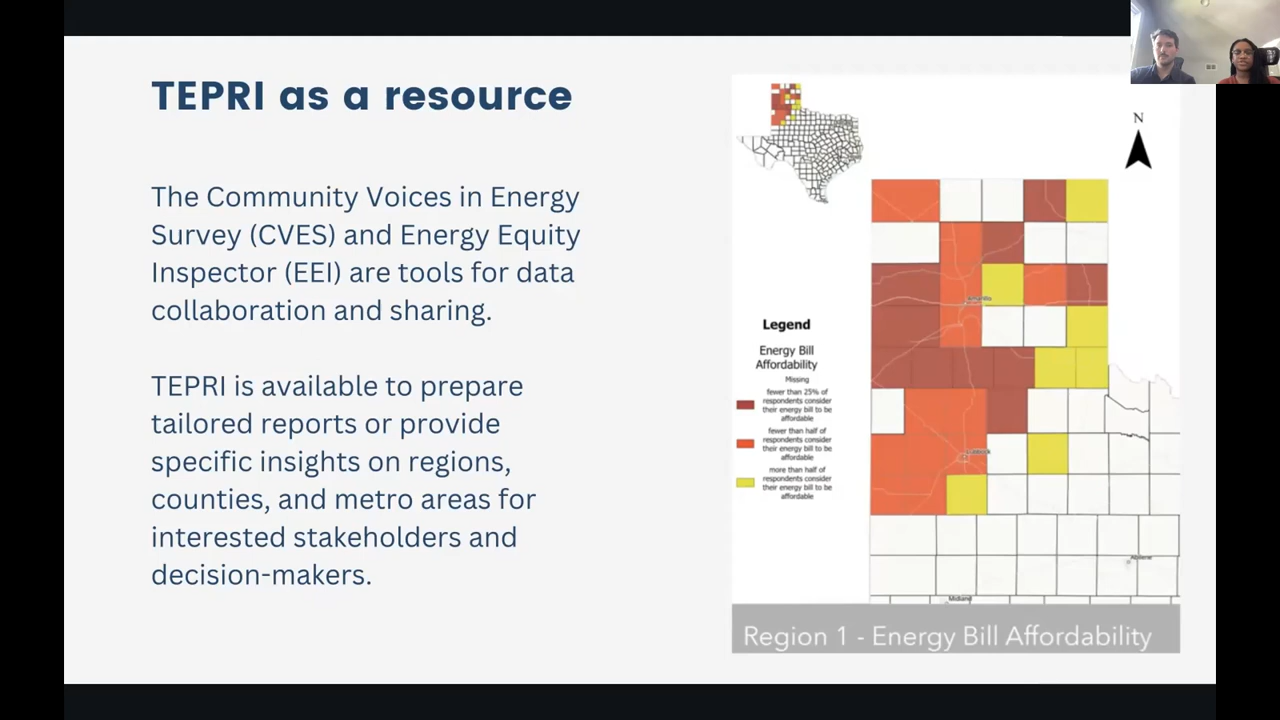 TEPRI as a resource
The Community Voices in Energy
Survey (CVES) and Energy Equity
Inspector (EEI) are tools for data
collaboration and sharing.
TEPRI is available to prepare
tailored reports or provide
specific insights on regions,
counties, and metro areas for
interested stakeholders and
decision-makers.
N
Amarillo
Legend
Energy Bill
Affordability
Missing
fewer than 25% of
respondents consider
their energy bill to be
affordable
fewer than half of
respondents consider
their energy bill to be
affordable
more than half of
respondents consider
their energy bill to be
affordable
Lubbock
Abilene
Midland
Region 1 - Energy Bill Affordability